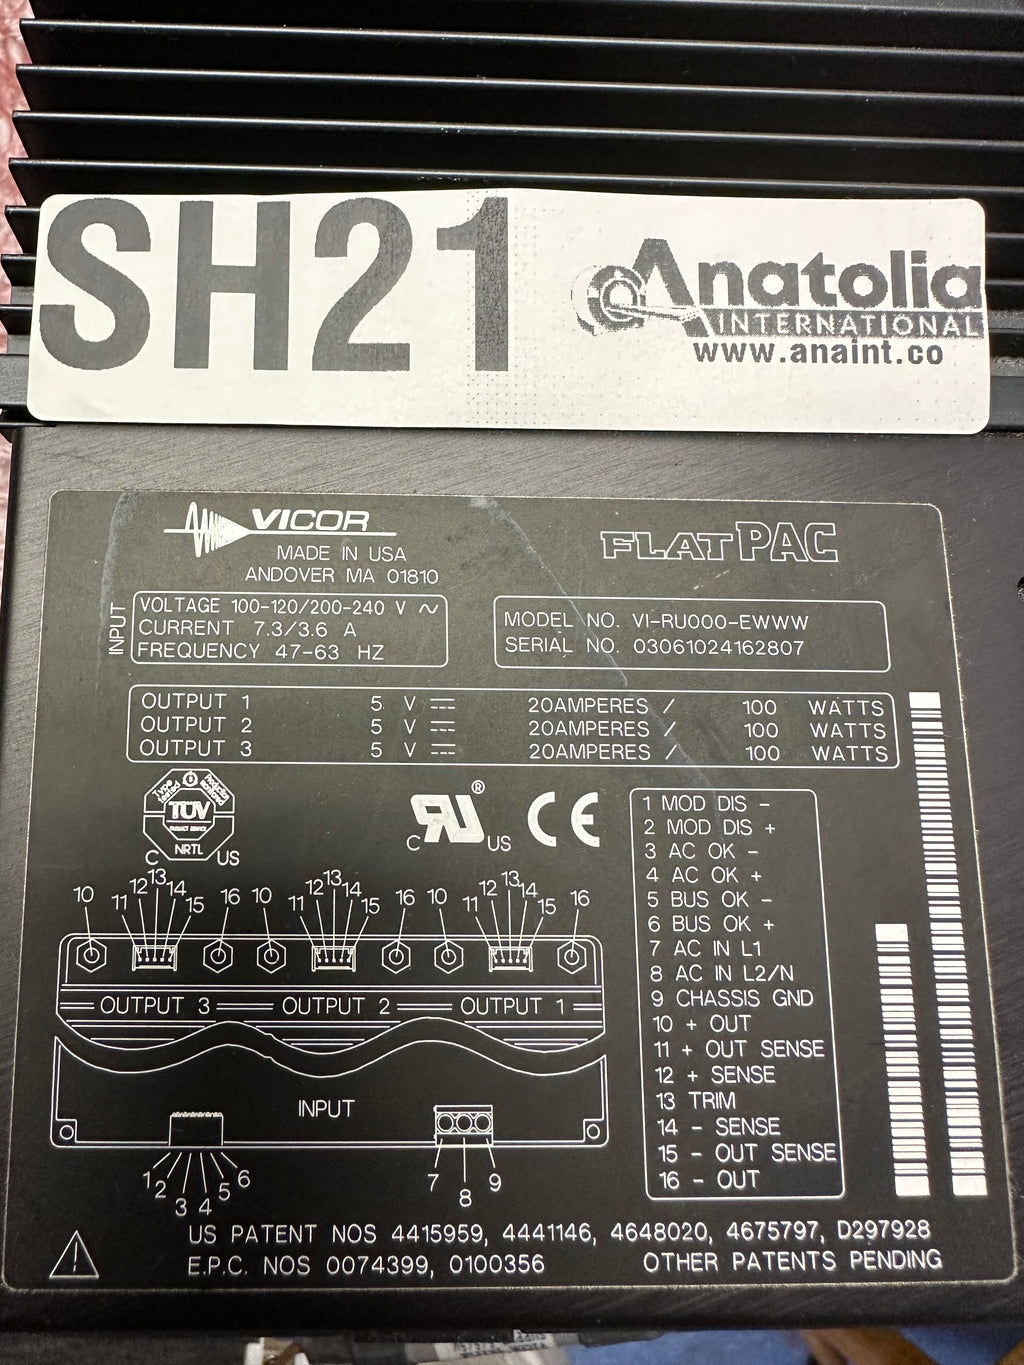 SH21
Anatolia
INTERNATIONAL
www.anaint.co
VICOR
MADE IN USA
ANDOVER MA 01810
FLATPAC
INPUT
VOLTAGE 100-120/200-240 V ~
CURRENT 7.3/3.6 A
FREQUENCY 47-63 HZ
MODEL NO. VI-RU000-EWWW
SERIAL NO. 03061024162807
OUTPUT 1 5 V 20AMPERES / 100 WATTS
OUTPUT 2 5 V 20AMPERES / 100 WATTS
OUTPUT 3 5 V 20AMPERES / 100 WATTS
Type tested Production monitored
TÜV
PRODUCT SERVICE
NRTL
C US
C RU ® US
CE
1 MOD DIS -
2 MOD DIS +
3 AC OK -
4 AC OK +
5 BUS OK -
6 BUS OK +
7 AC IN L1
8 AC IN L2/N
9 CHASSIS GND
10 + OUT
11 + OUT SENSE
12 + SENSE
13 TRIM
14 - SENSE
15 - OUT SENSE
16 - OUT
10 11 12 13 14 15 16 10 11 12 13 14 15 16 10 11 12 13 14 15 16
OUTPUT 3 OUTPUT 2 OUTPUT 1
INPUT
1 2 3 4 5 6 7 8 9
US PATENT NOS 4415959, 4441146, 4648020, 4675797, D297928
E.P.C. NOS 0074399, 0100356 OTHER PATENTS PENDING